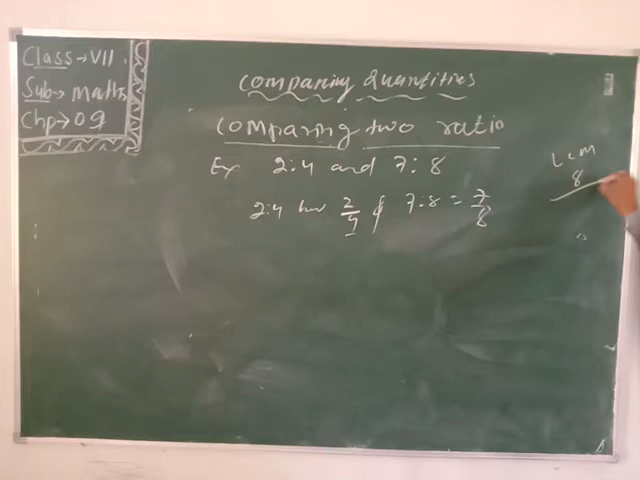 Class→VII
Sub→ Maths
Chp→09
Comparing Quantities
Comparing two ratio
Ex 2:4 and 7:8
2:4 = 2/4 & 7:8 = 7/8
LCM
8